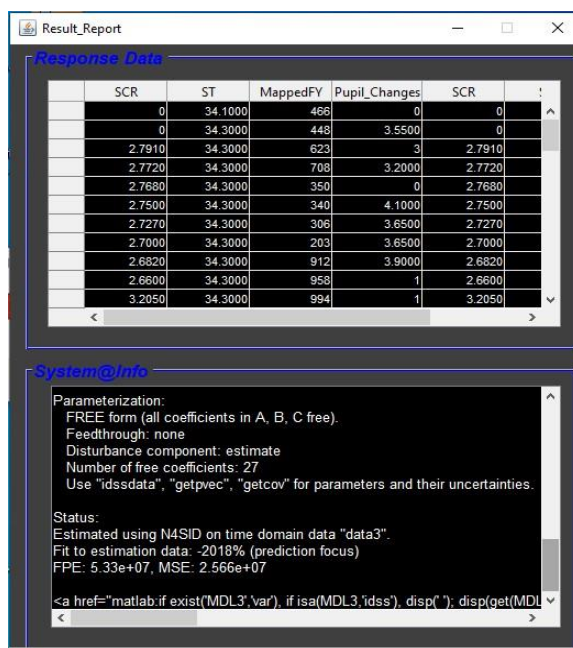 Result_Report
Response Data
SCR ST MappedFY Pupil_Changes SCR
0 34.1000 466 0 0
0 34.3000 448 3.5500 0
2.7910 34.3000 623 3 2.7910
2.7720 34.3000 708 3.2000 2.7720
2.7680 34.3000 350 0 2.7680
2.7500 34.3000 340 4.1000 2.7500
2.7270 34.3000 306 3.6500 2.7270
2.7000 34.3000 203 3.6500 2.7000
2.6820 34.3000 912 3.9000 2.6820
2.6600 34.3000 958 1 2.6600
3.2050 34.3000 994 1 3.2050
System@Info
Parameterization:
FREE form (all coefficients in A, B, C free).
Feedthrough: none
Disturbance component: estimate
Number of free coefficients: 27
Use "idssdata", "getpvec", "getcov" for parameters and their uncertainties.
Status:
Estimated using N4SID on time domain data "data3".
Fit to estimation data: -2018% (prediction focus)
FPE: 5.33e+07, MSE: 2.566e+07
<a href="matlab:if exist('MDL3','var'), if isa(MDL3,'idss'), disp(' '); disp(get(MDL